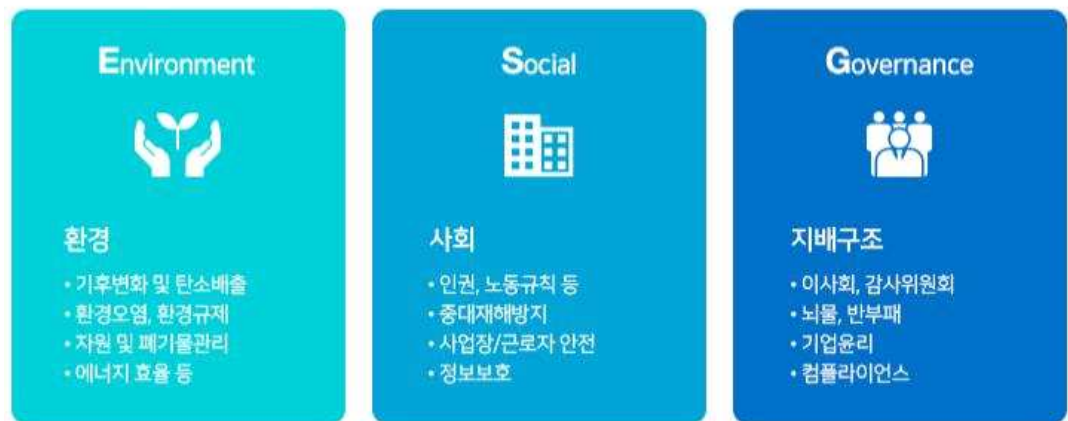 Environment
환경
• 기후변화 및 탄소배출
• 환경오염, 환경규제
• 자원 및 폐기물관리
• 에너지 효율 등
Social
사회
• 인권, 노동규칙 등
• 중대재해방지
• 사업장/근로자 안전
• 정보보호
Governance
지배구조
• 이사회, 감사위원회
• 뇌물, 반부패
• 기업윤리
• 컴플라이언스